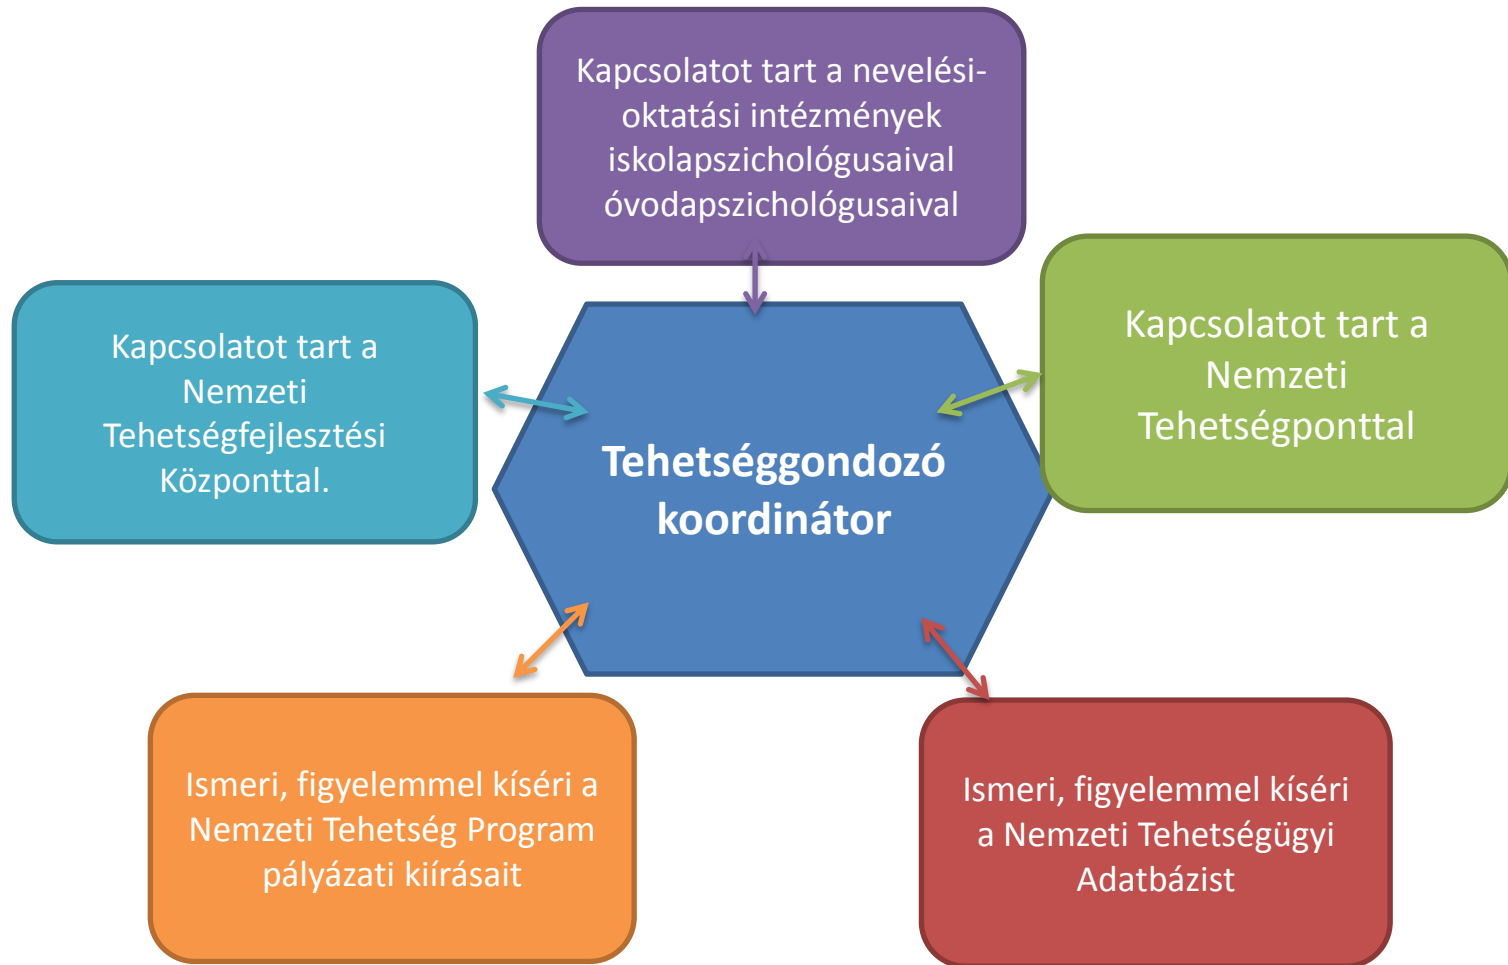 Kapcsolatot tart a nevelési-
oktatási intézmények
iskolapszichológusaival
óvodapszichológusaival
Kapcsolatot tart a
Nemzeti
Tehetségfejlesztési
Központtal.
Kapcsolatot tart a
Nemzeti
Tehetségponttal
Tehetséggondozó
koordinátor
Ismeri, figyelemmel kíséri a
Nemzeti Tehetség Program
pályázati kiírásait
Ismeri, figyelemmel kíséri
a Nemzeti Tehetségügyi
Adatbázist